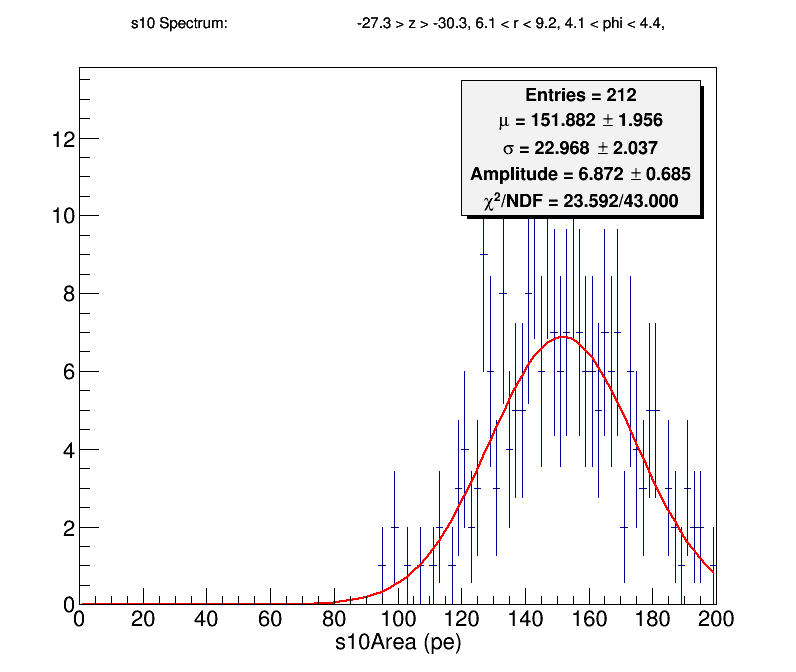 s10 Spectrum: -27.3 > z > -30.3, 6.1 < r < 9.2, 4.1 < phi < 4.4,
Entries = 212
μ = 151.882 ± 1.956
σ = 22.968 ± 2.037
Amplitude = 6.872 ± 0.685
χ²/NDF = 23.592/43.000
12
10
8
6
4
2
0
0 20 40 60 80 100 120 140 160 180 200
s10Area (pe)